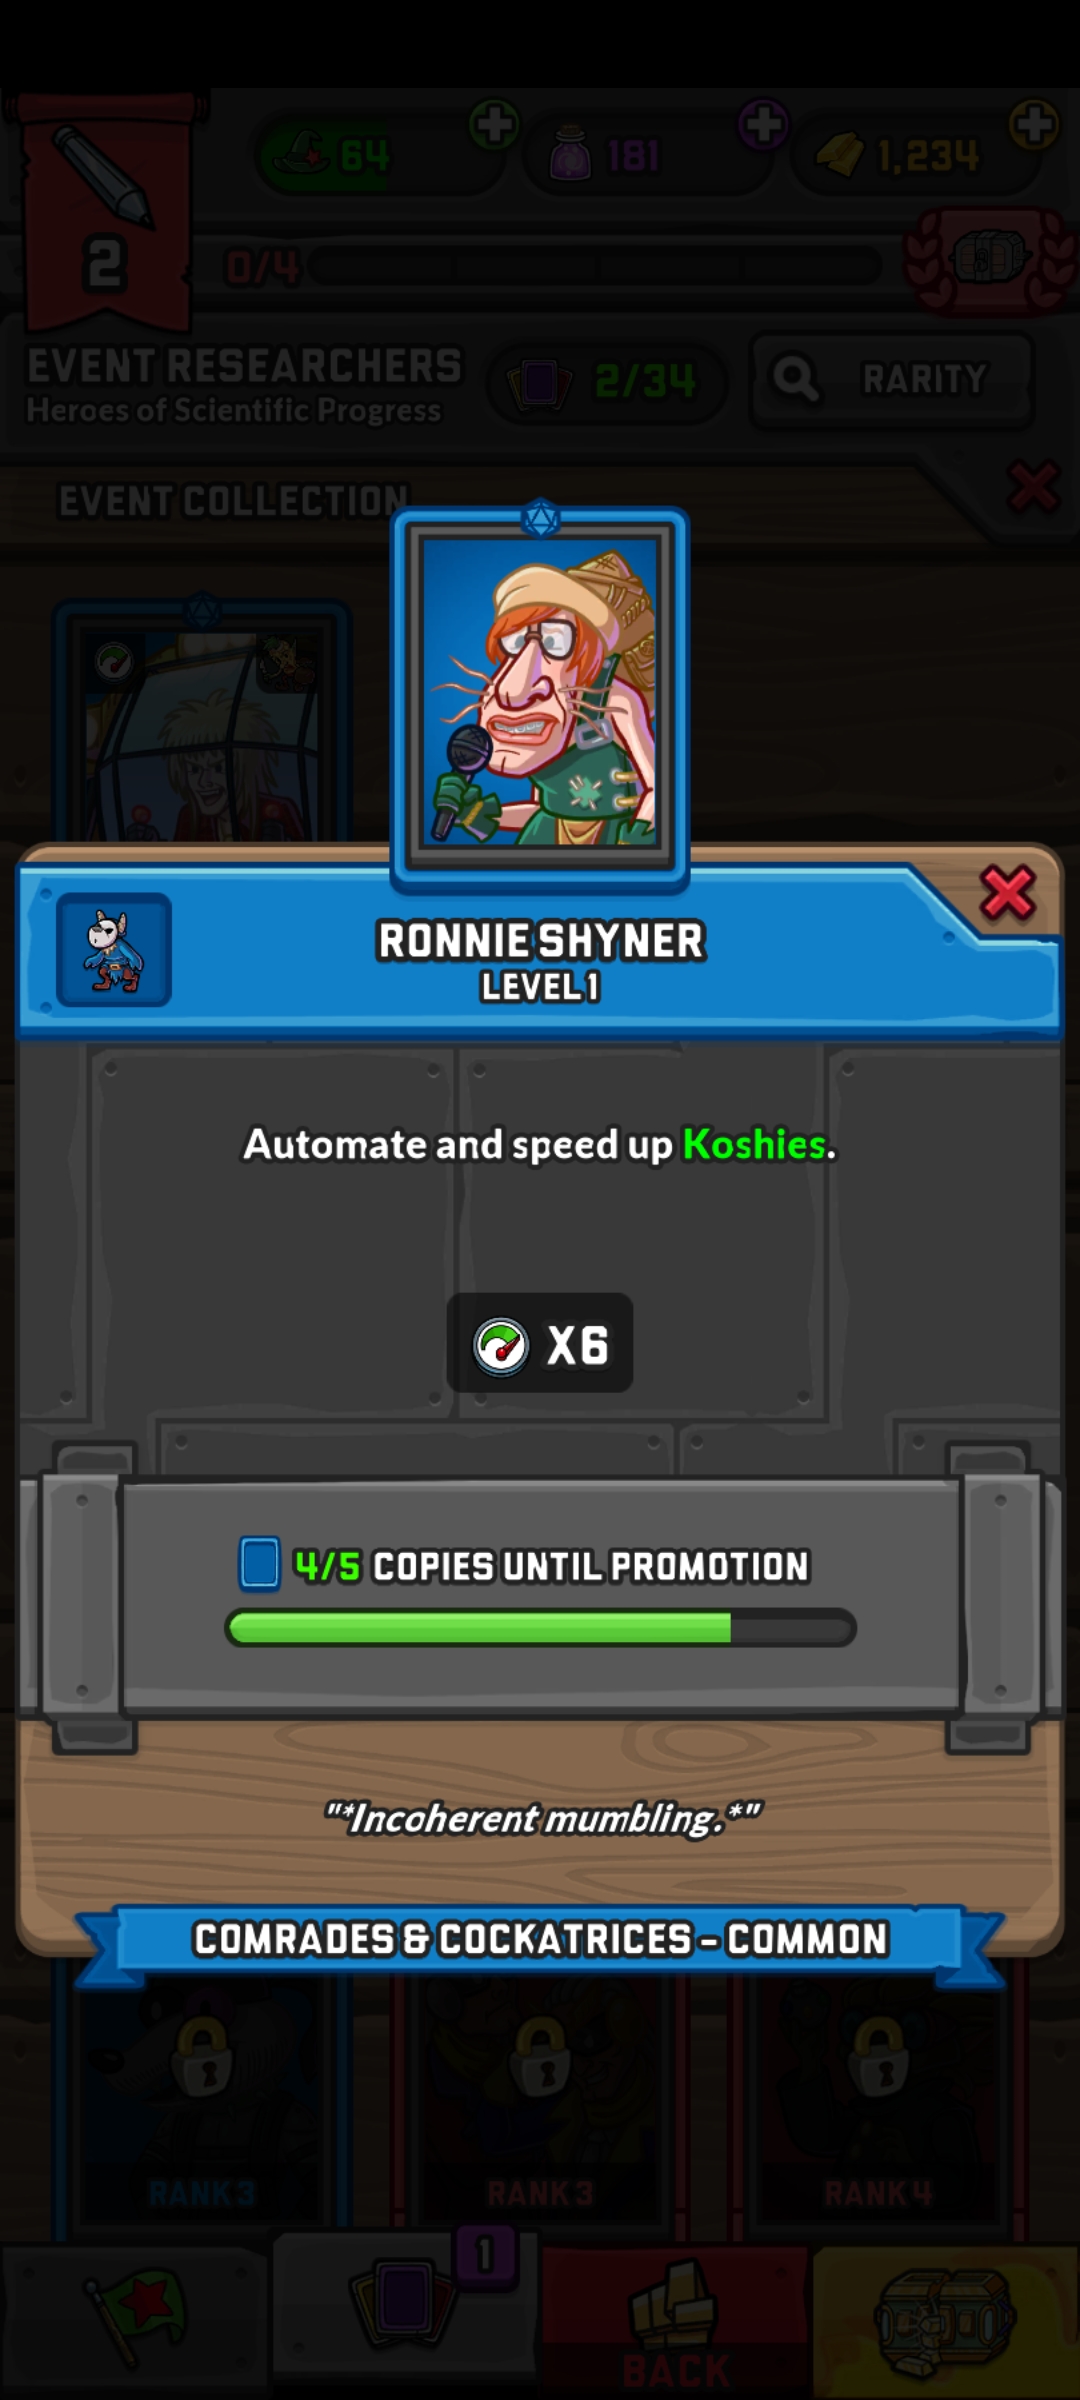 64
181
1,234
2
0/4
EVENT RESEARCHERS
Heroes of Scientific Progress
2/34
RARITY
EVENT COLLECTION
RONNIE SHYNER
LEVEL 1
Automate and speed up Koshies.
X6
4/5 COPIES UNTIL PROMOTION
"*Incoherent mumbling.*"
COMRADES & COCKATRICES - COMMON
RANK 3
RANK 3
RANK 4
1
BACK